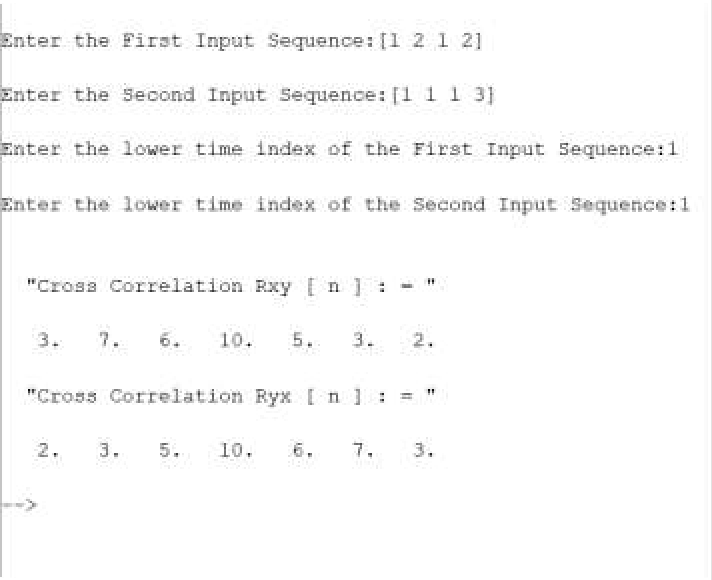 Enter the First Input Sequence:[1 2 1 2]
Enter the Second Input Sequence:[1 1 1 3]
Enter the lower time index of the First Input Sequence:1
Enter the lower time index of the Second Input Sequence:1
"Cross Correlation Rxy [ n ] : = "
3. 7. 6. 10. 5. 3. 2.
"Cross Correlation Ryx [ n ] : = "
2. 3. 5. 10. 6. 7. 3.
-->